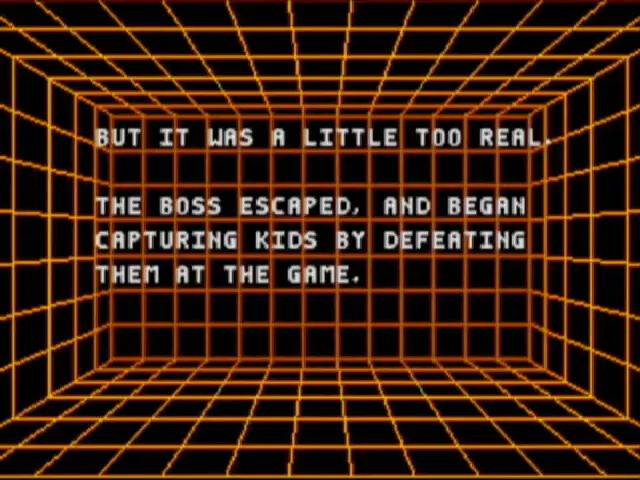 BUT IT WAS A LITTLE TOO REAL.
THE BOSS ESCAPED, AND BEGAN
CAPTURING KIDS BY DEFEATING
THEM AT THE GAME.